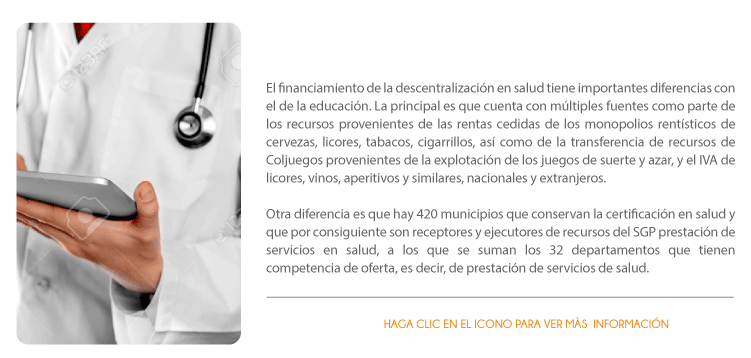 El financiamiento de la descentralización en salud tiene importantes diferencias con
el de la educación. La principal es que cuenta con múltiples fuentes como parte de
los recursos provenientes de las rentas cedidas de los monopolios rentísticos de
cervezas, licores, tabacos, cigarrillos, así como de la transferencia de recursos de
Coljuegos provenientes de la explotación de los juegos de suerte y azar, y el IVA de
licores, vinos, aperitivos y similares, nacionales y extranjeros.
Otra diferencia es que hay 420 municipios que conservan la certificación en salud y
que por consiguiente son receptores y ejecutores de recursos del SGP prestación de
servicios en salud, a los que se suman los 32 departamentos que tienen
competencia de oferta, es decir, de prestación de servicios de salud.
HAGA CLIC EN EL ICONO PARA VER MÀS INFORMACIÓN